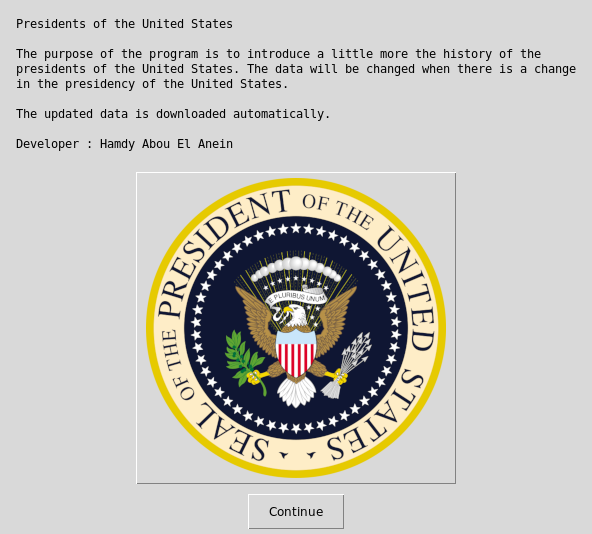 Presidents of the United States
The purpose of the program is to introduce a little more the history of the
presidents of the United States. The data will be changed when there is a change
in the presidency of the United States.
The updated data is downloaded automatically.
Developer : Hamdy Abou El Anein
SEAL OF THE PRESIDENT OF THE UNITED STATES
E PLURIBUS UNUM
Continue